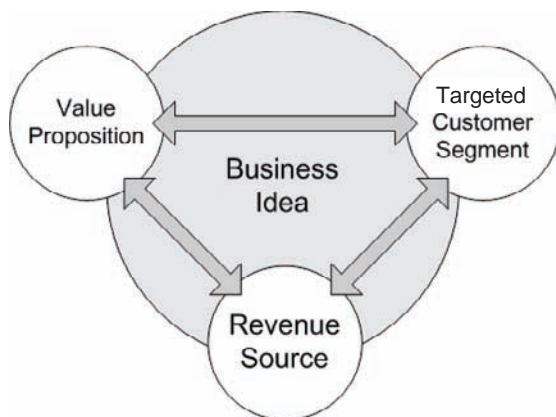 Value
Proposition
Targeted
Customer
Segment
Business
Idea
Revenue
Source